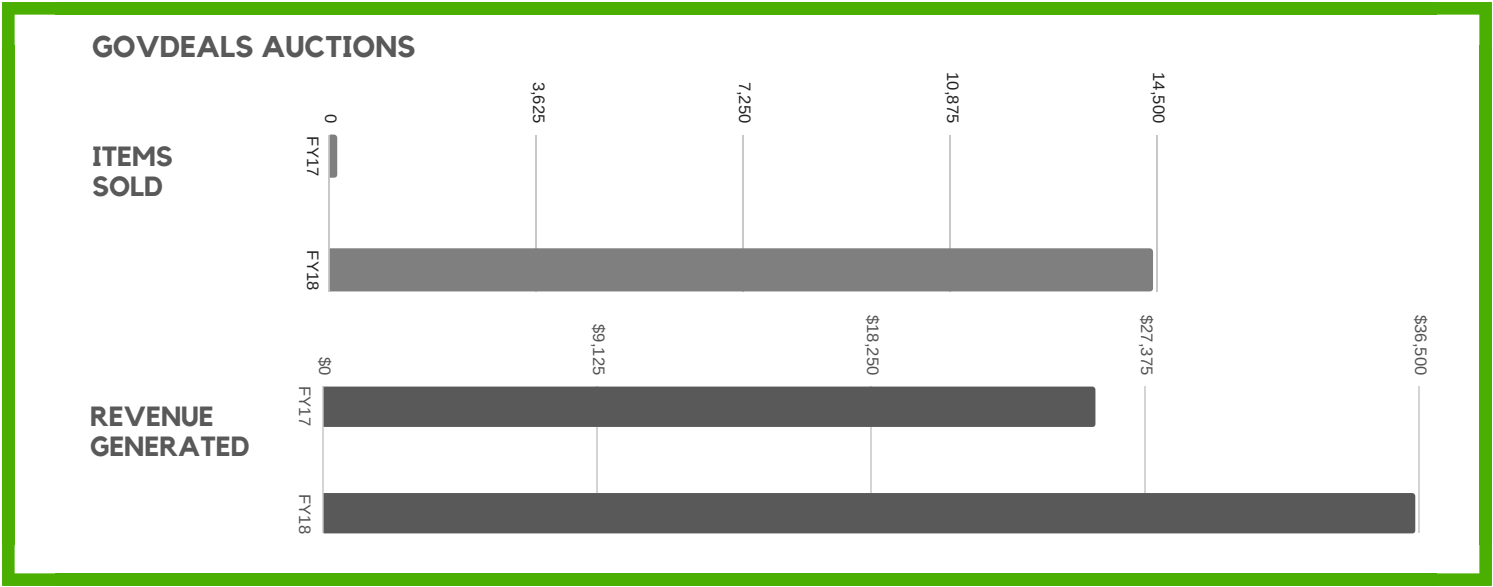 GOVDEALS AUCTIONS
0
3,625
7,250
10,875
14,500
ITEMS
SOLD
FY17
FY18
$0
$9,125
$18,250
$27,375
$36,500
REVENUE
GENERATED
FY17
FY18